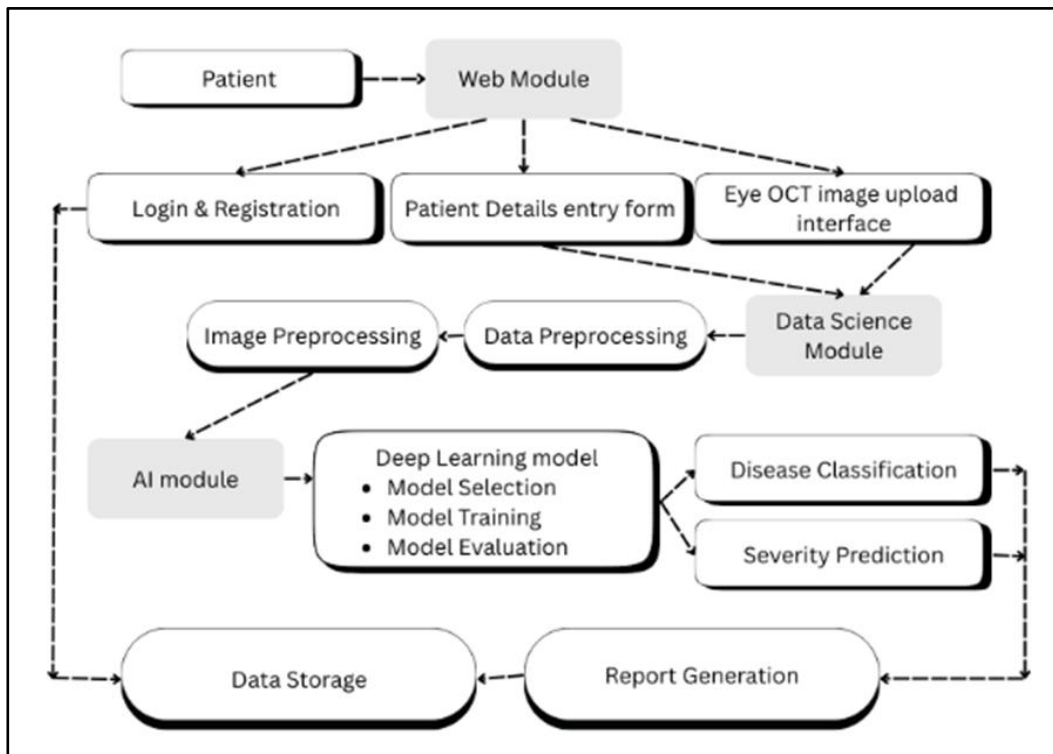 Patient
Web Module
Login & Registration
Patient Details entry form
Eye OCT image upload
interface
Image Preprocessing
Data Preprocessing
Data Science
Module
AI module
Deep Learning model
• Model Selection
• Model Training
• Model Evaluation
Disease Classification
Severity Prediction
Data Storage
Report Generation